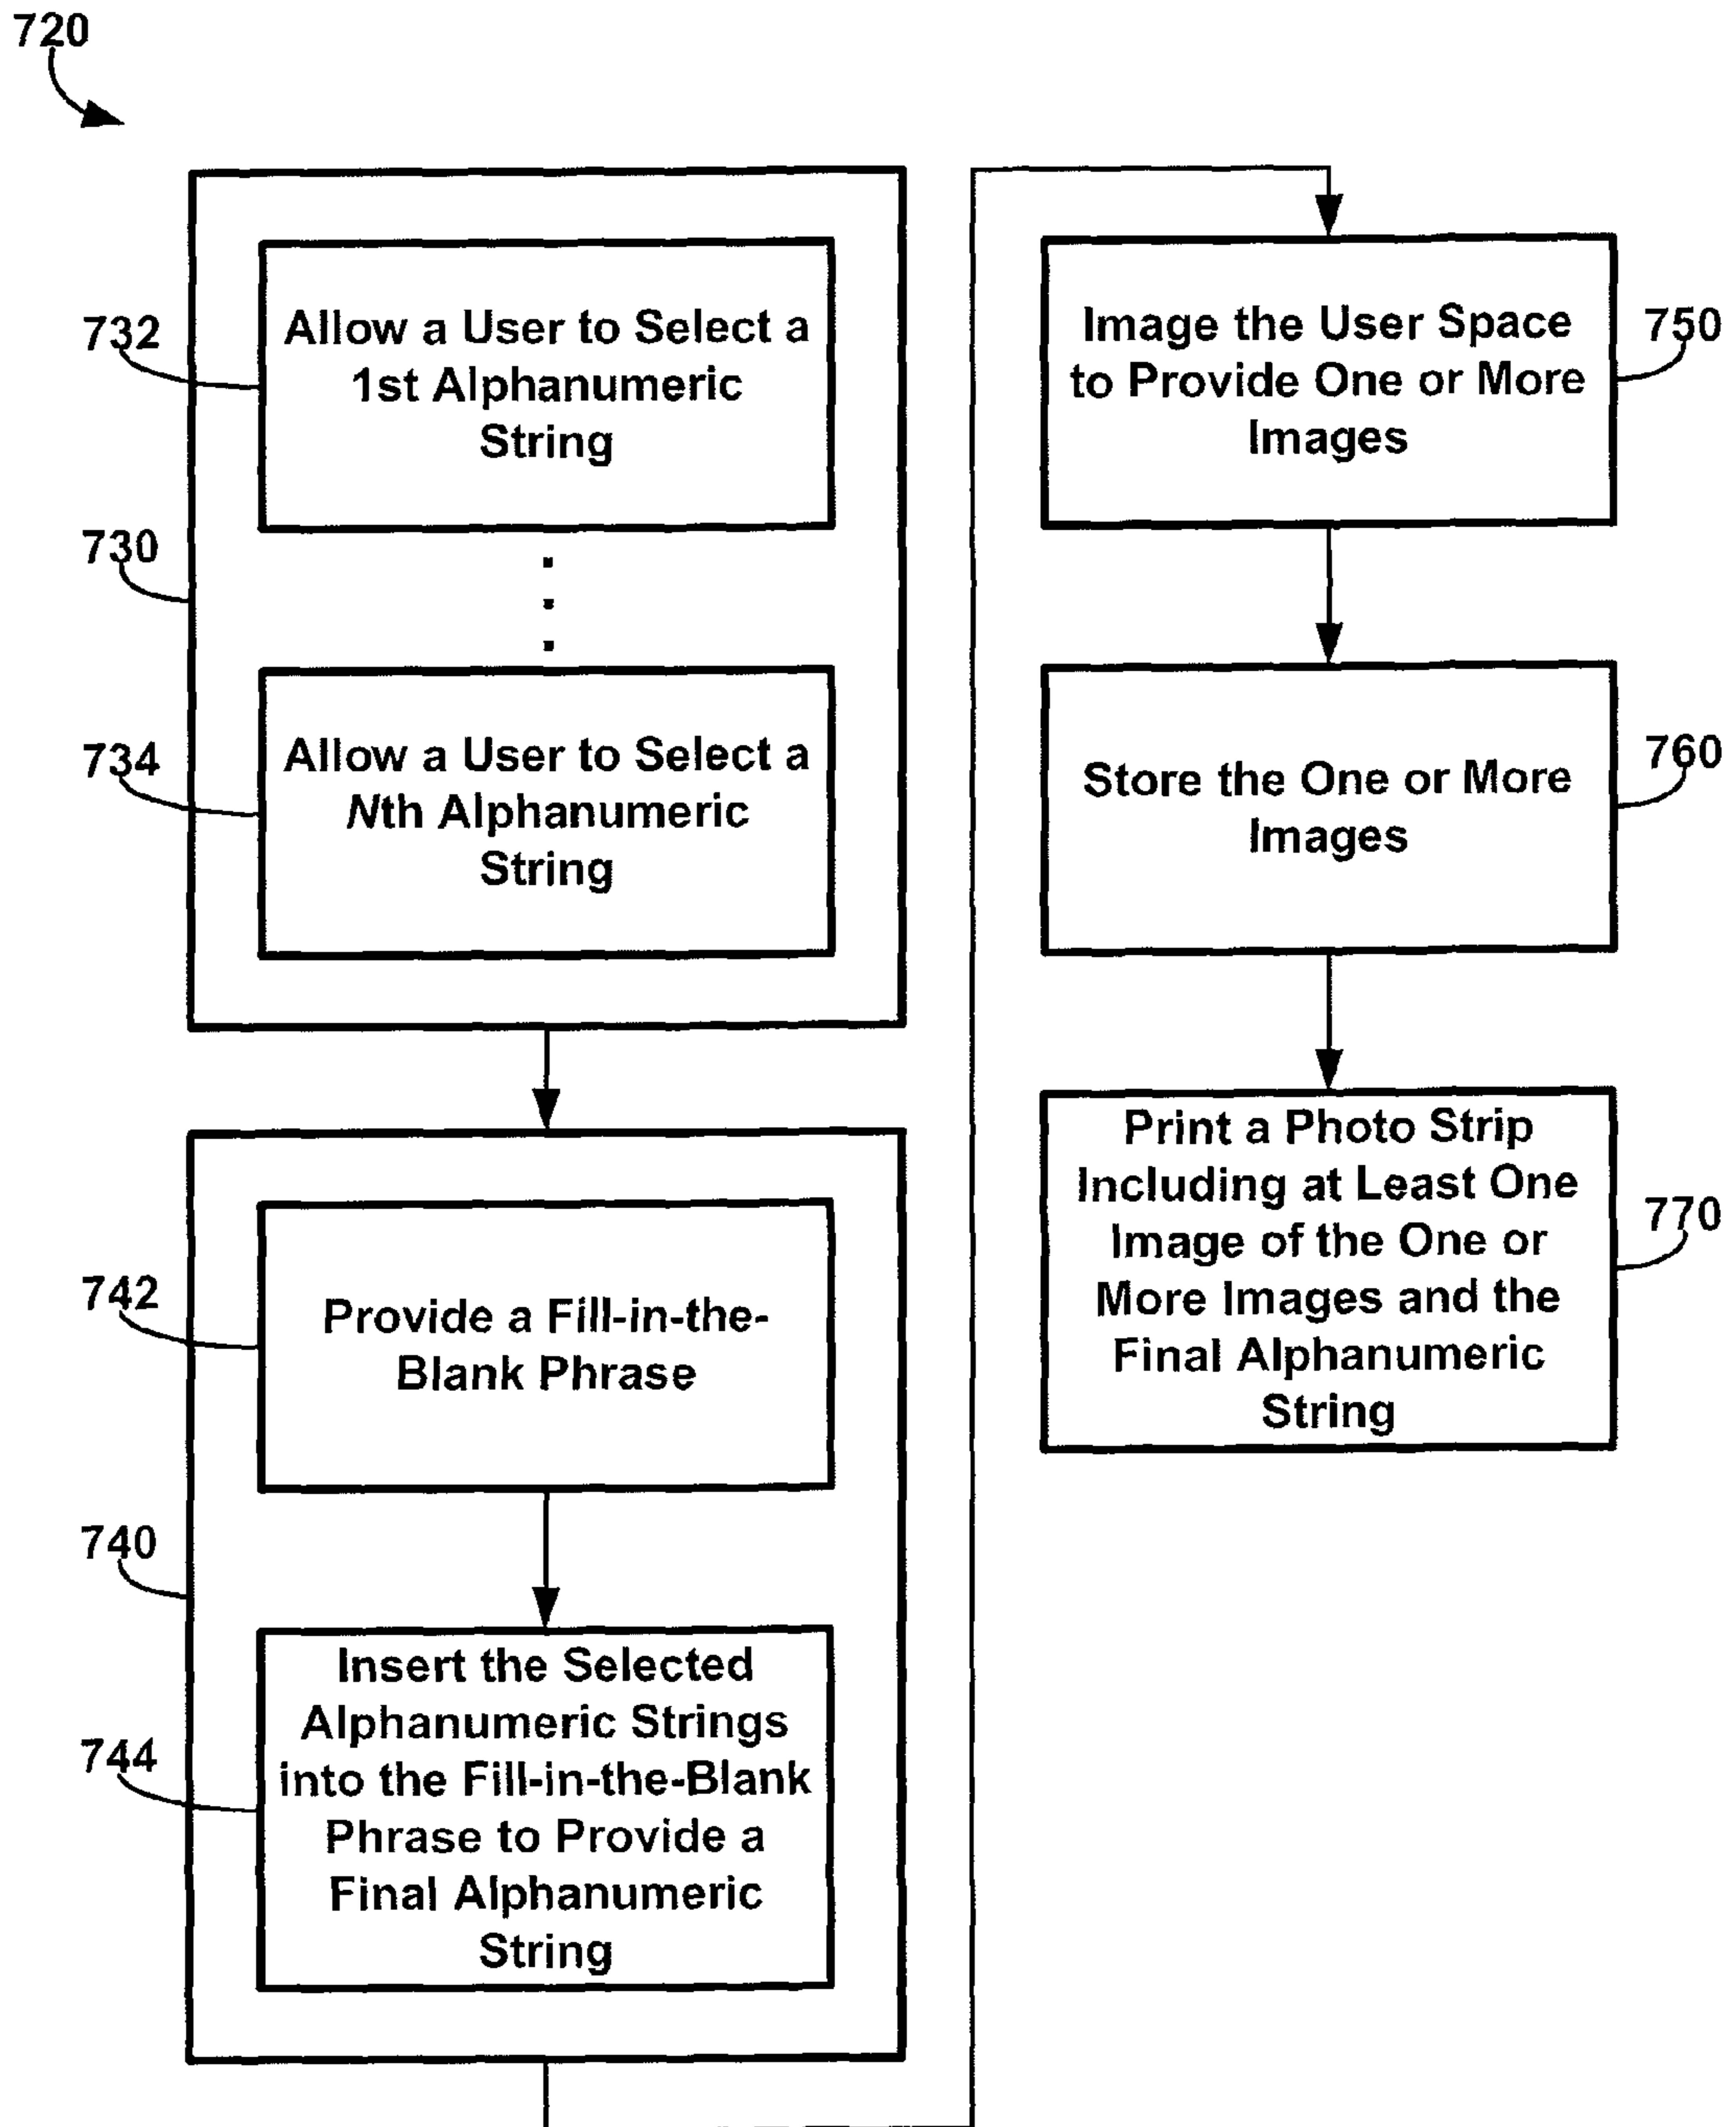 720
732
Allow a User to Select a
1st Alphanumeric
String
730
734
Allow a User to Select a
Nth Alphanumeric
String
742
Provide a Fill-in-the-
Blank Phrase
740
744
Insert the Selected
Alphanumeric Strings
into the Fill-in-the-Blank
Phrase to Provide a
Final Alphanumeric
String
Image the User Space
to Provide One or More
Images
750
Store the One or More
Images
760
Print a Photo Strip
Including at Least One
Image of the One or
More Images and the
Final Alphanumeric
String
770